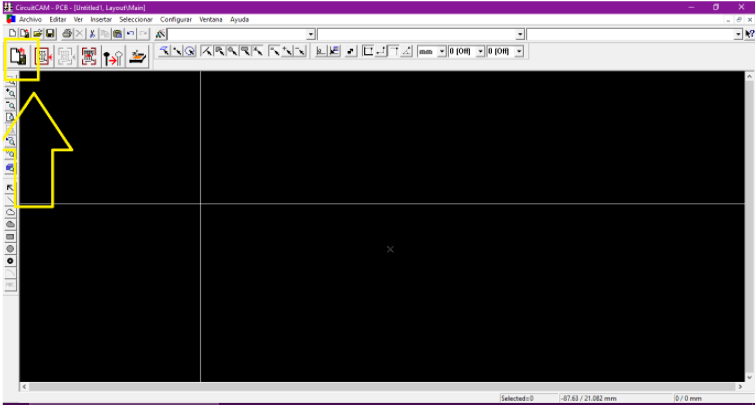 CircuitCAM - PCB - [Untitled1, Layout\Main]
Archivo Editar Ver Insertar Seleccionar Configurar Ventana Ayuda
mm 0 (Off) 0 (Off)
Selected=0 -87.63 / 21.082 mm 0 / 0 mm